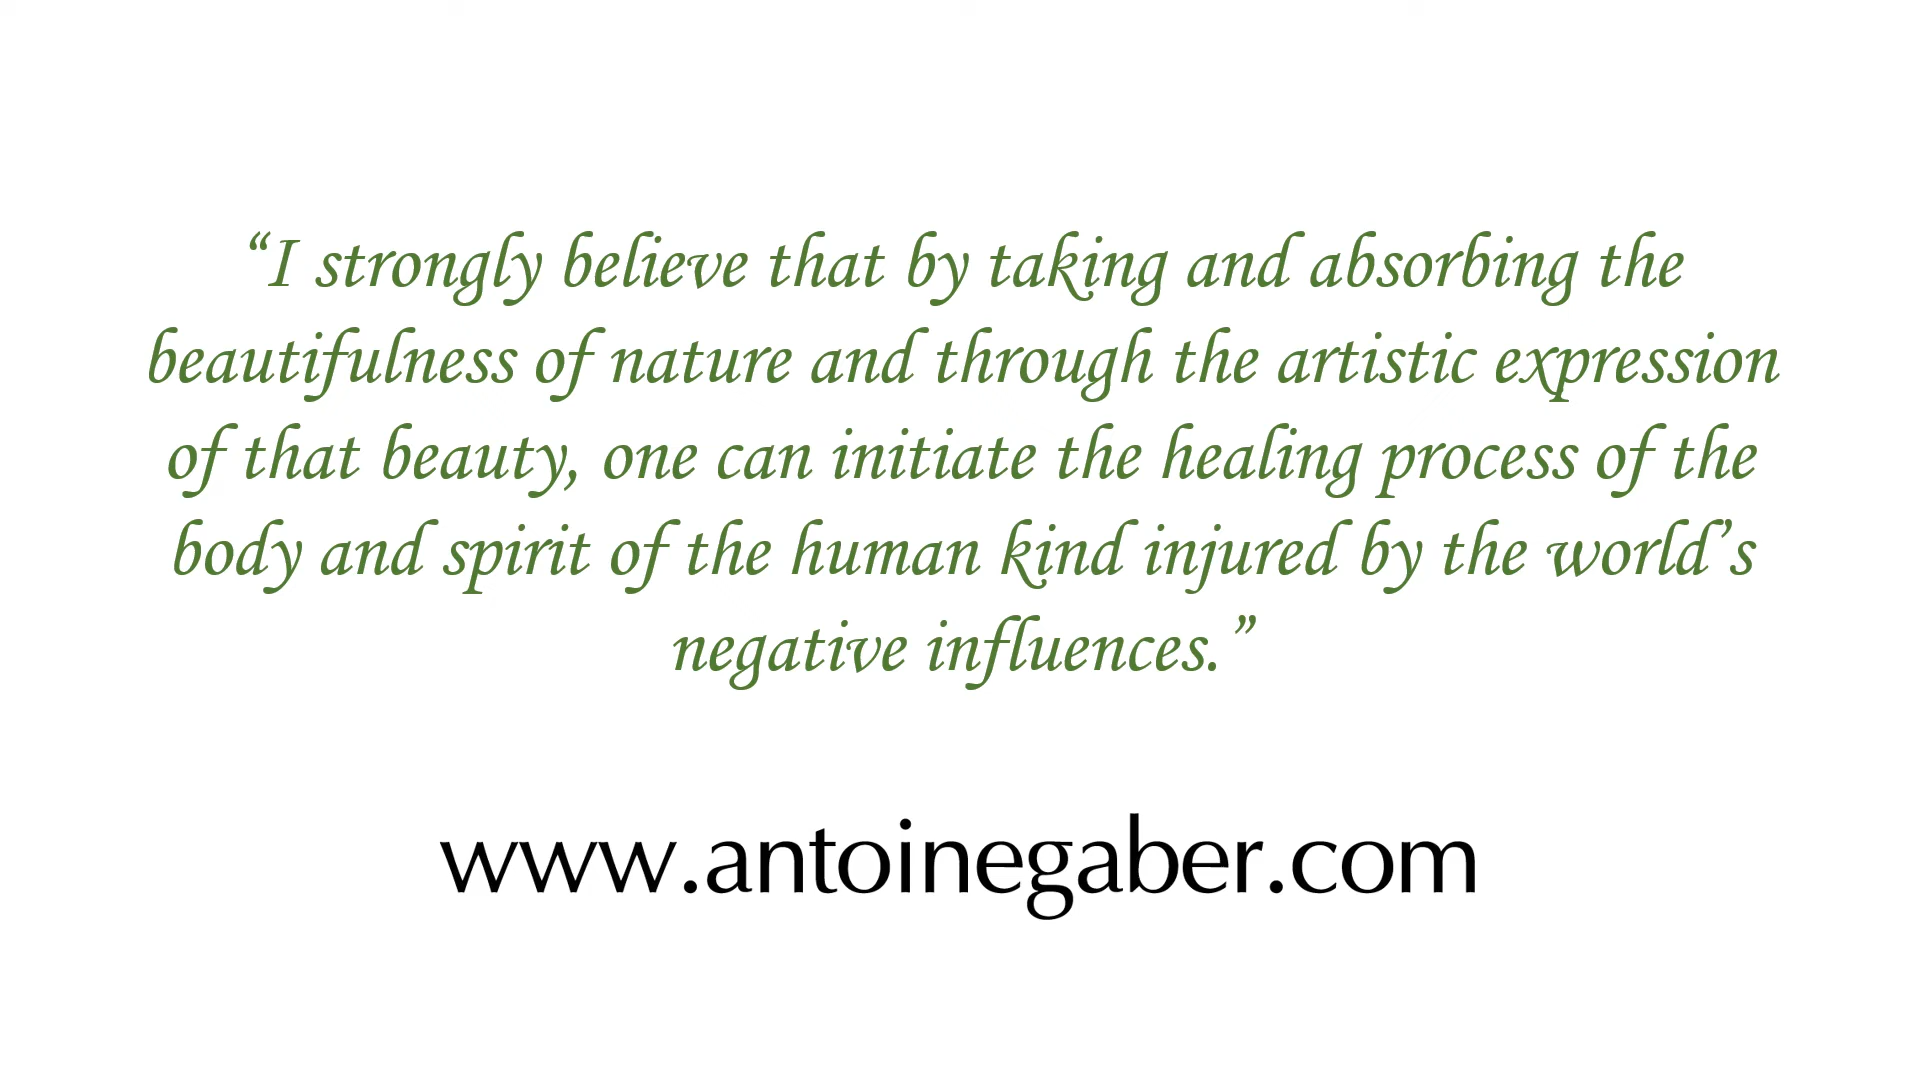 “I strongly believe that by taking and absorbing the
beautifulness of nature and through the artistic expression
of that beauty, one can initiate the healing process of the
body and spirit of the human kind injured by the world’s
negative influences.”
www.antoinegaber.com